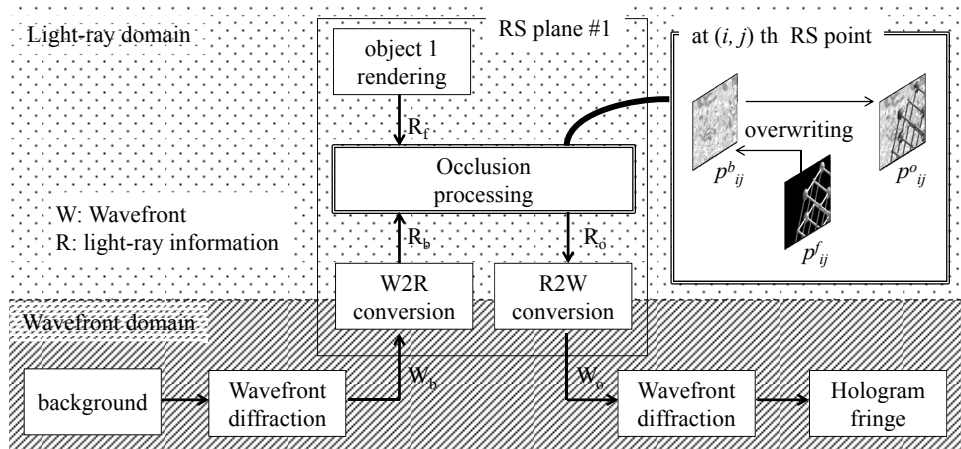 Light-ray domain
object 1
rendering
RS plane #1
at (i, j) th RS point
R_f
overwriting
p^b_ij
p^o_ij
p^f_ij
Occlusion
processing
W: Wavefront
R: light-ray information
R_b
R_o
W2R
conversion
R2W
conversion
Wavefront domain
W_b
W_o
background
Wavefront
diffraction
Wavefront
diffraction
Hologram
fringe